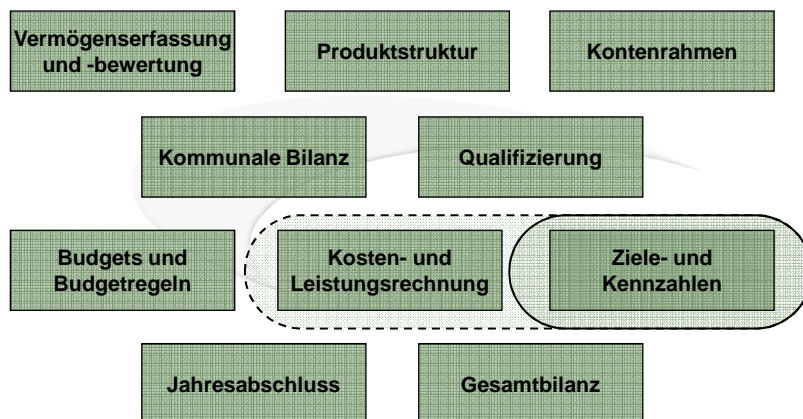 Vermögenserfassung
und -bewertung
Produktstruktur
Kontenrahmen
Kommunale Bilanz
Qualifizierung
Budgets und
Budgetregeln
Kosten- und
Leistungsrechnung
Ziele- und
Kennzahlen
Jahresabschluss
Gesamtbilanz